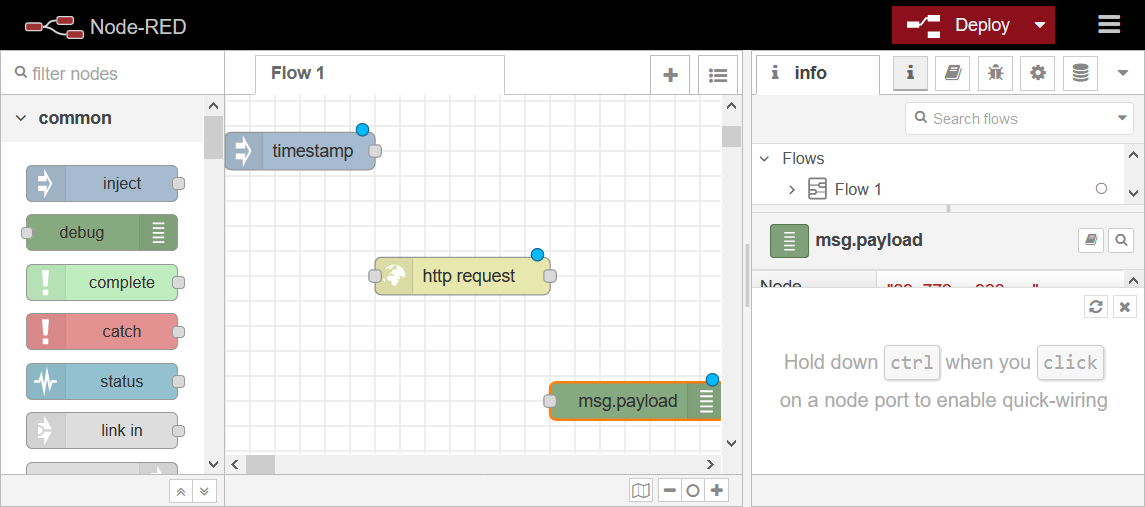 Node-RED
Deploy
filter nodes
Flow 1
info
common
Search flows
timestamp
Flows
inject
Flow 1
debug
msg.payload
http request
complete
Node
catch
Hold down ctrl when you click
status
msg.payload
on a node port to enable quick-wiring
link in